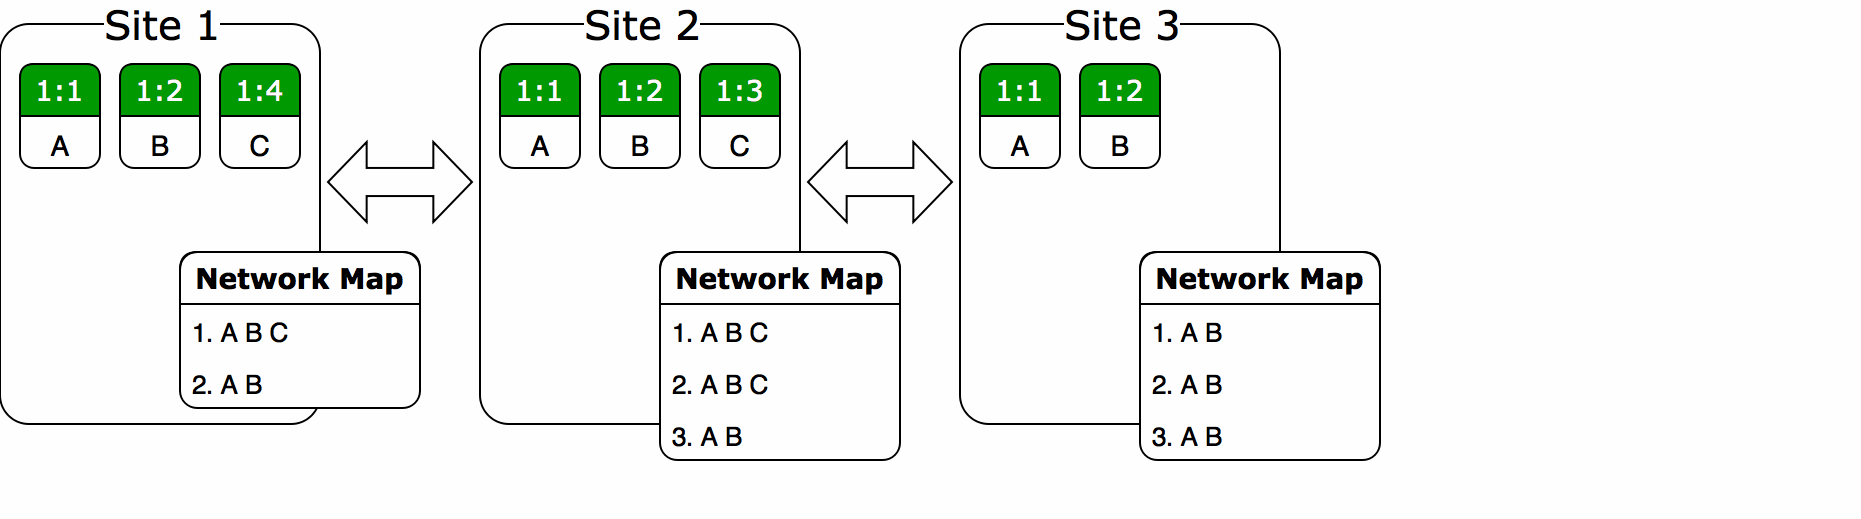 Site 1 Site 2 Site 3
1:1 1:2 1:4 1:1 1:2 1:3 1:1 1:2
A B C A B C A B
Network Map Network Map Network Map
1. A B C 1. A B C 1. A B
2. A B 2. A B C 2. A B
3. A B 3. A B